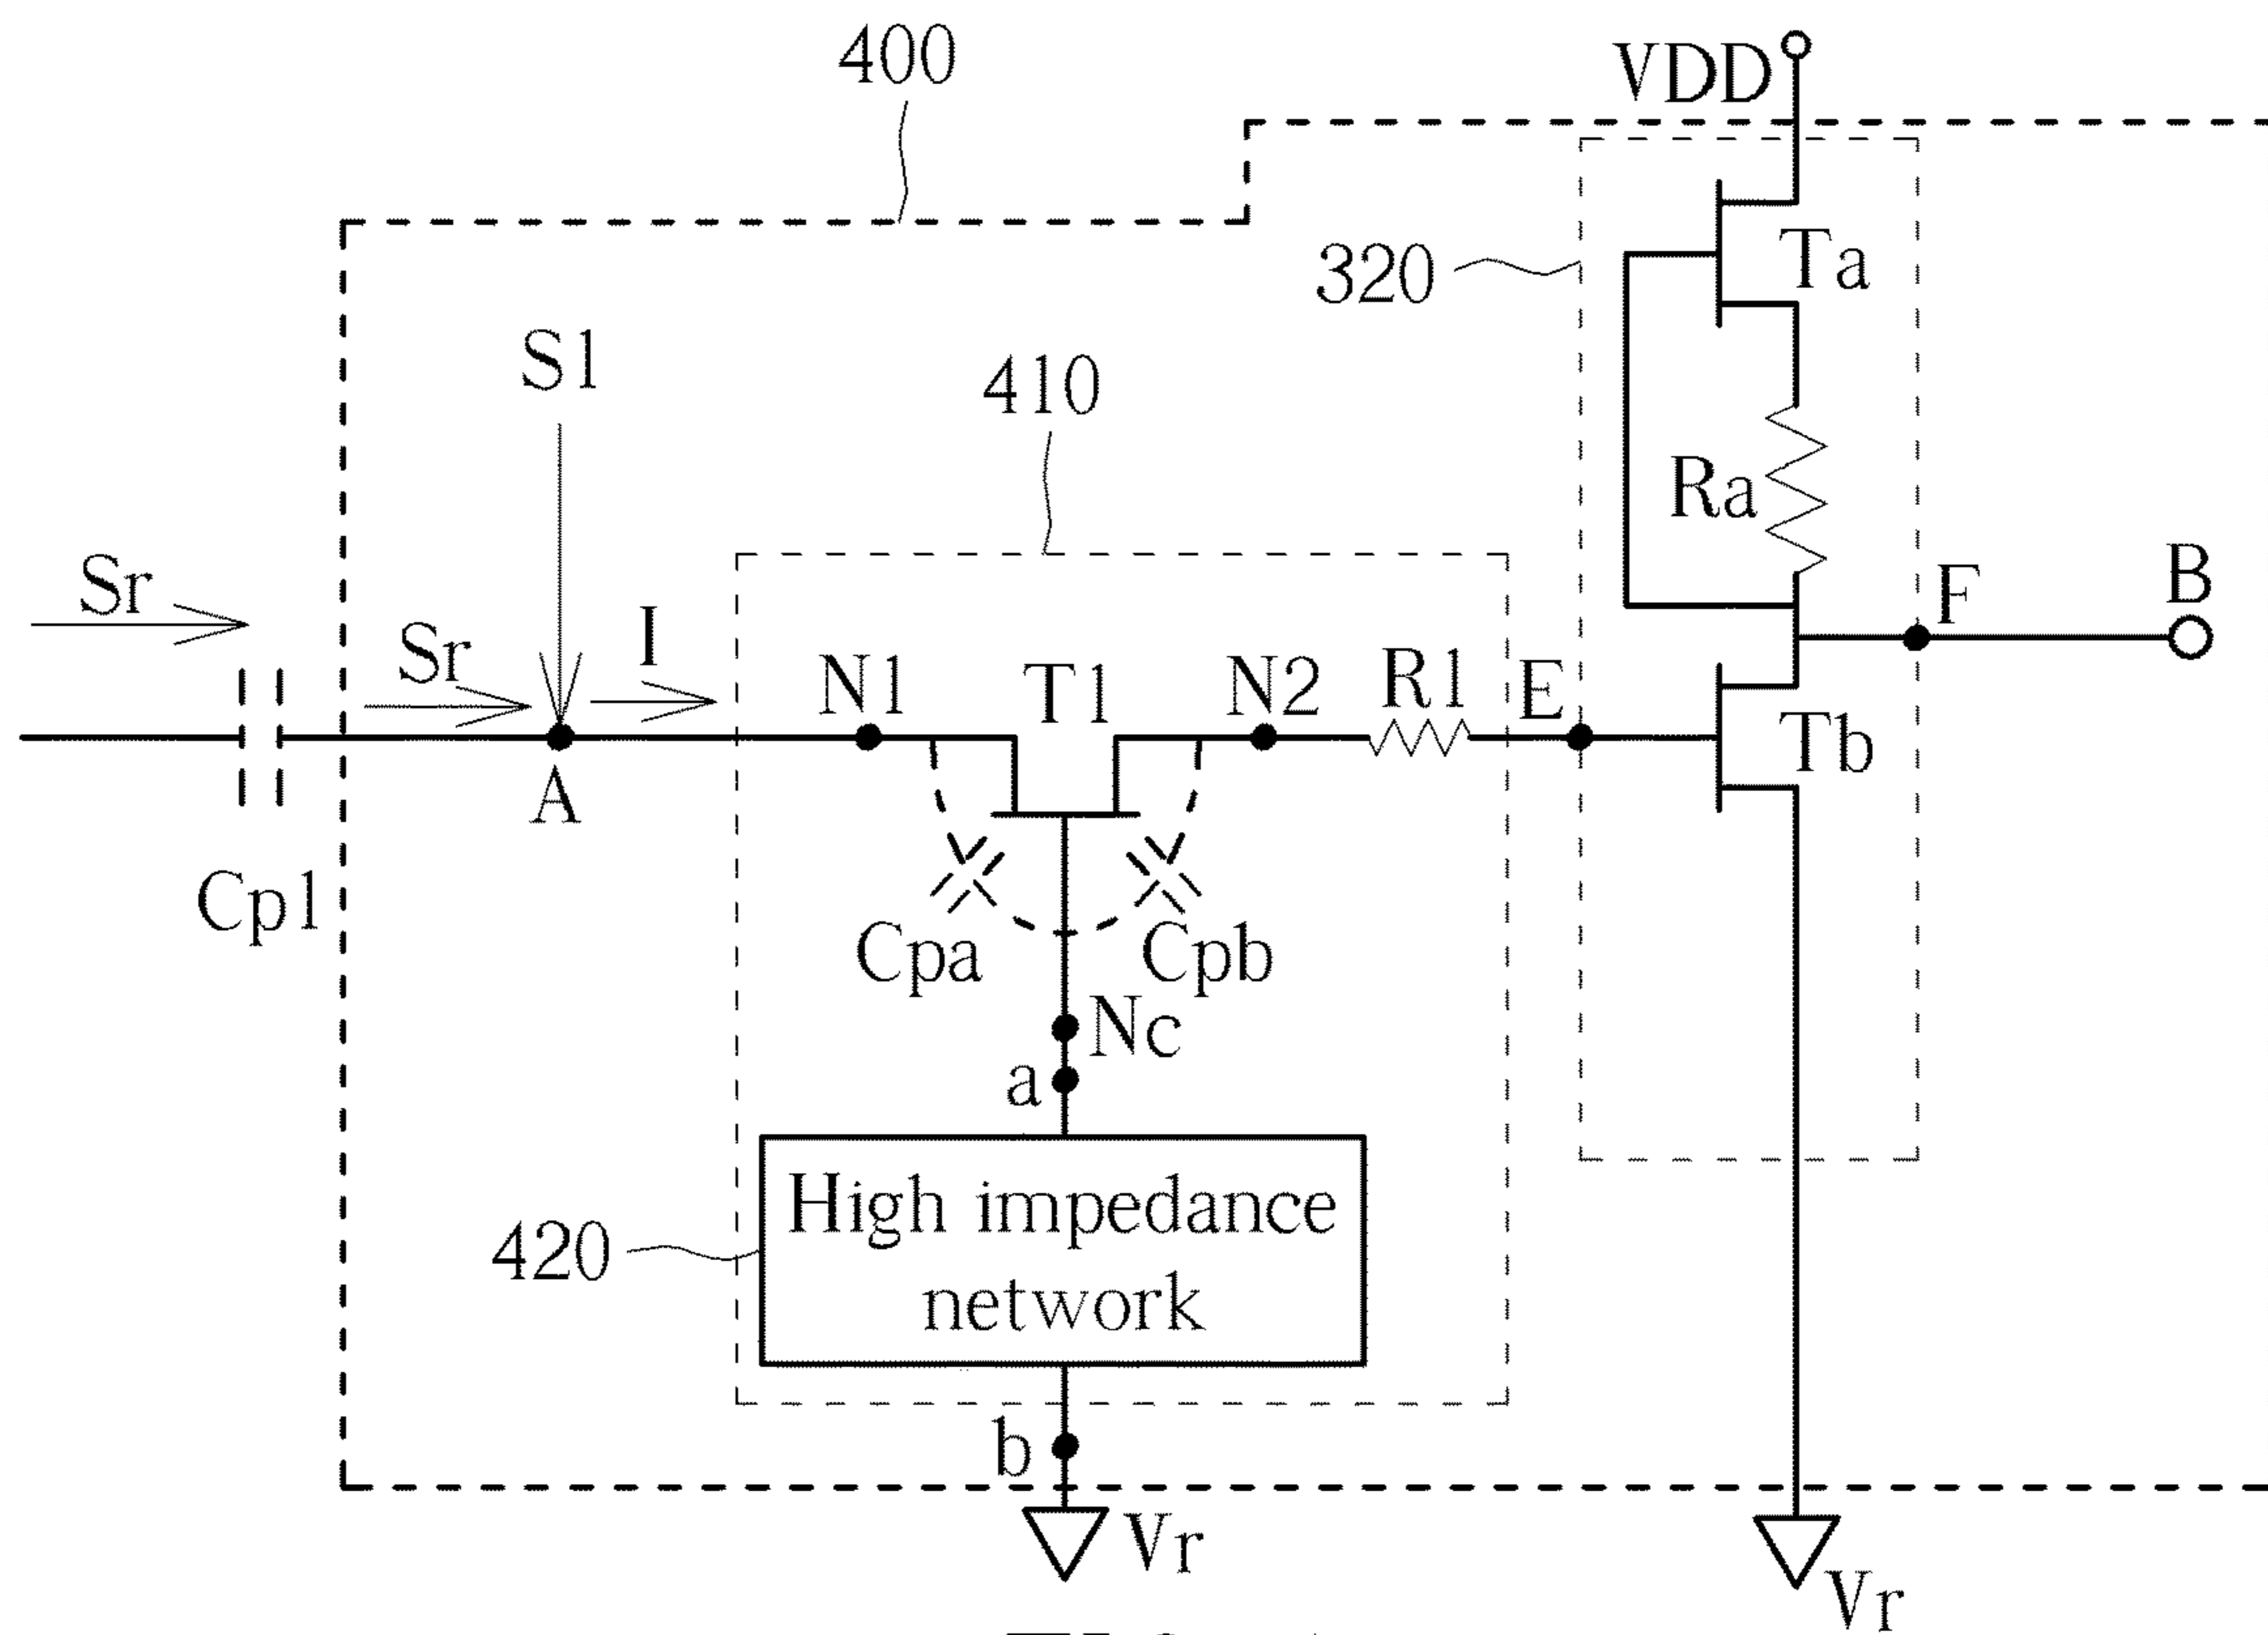 400
VDD
320
Ta
S1
410
Ra
Sr
Sr
I
N1
T1
N2
R1
E
F
B
A
Tb
Cp1
Cpa
Cpb
Nc
a
High impedance
network
420
b
Vr
Vr